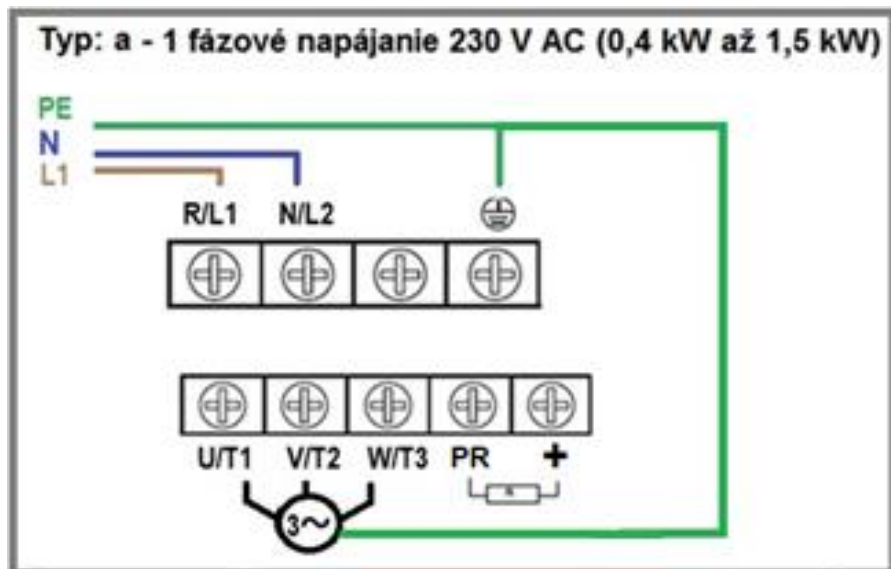 Typ: a - 1 fázové napájanie 230 V AC (0,4 kW až 1,5 kW)
PE
N
L1
R/L1 N/L2
U/T1 V/T2 W/T3 PR +
3~